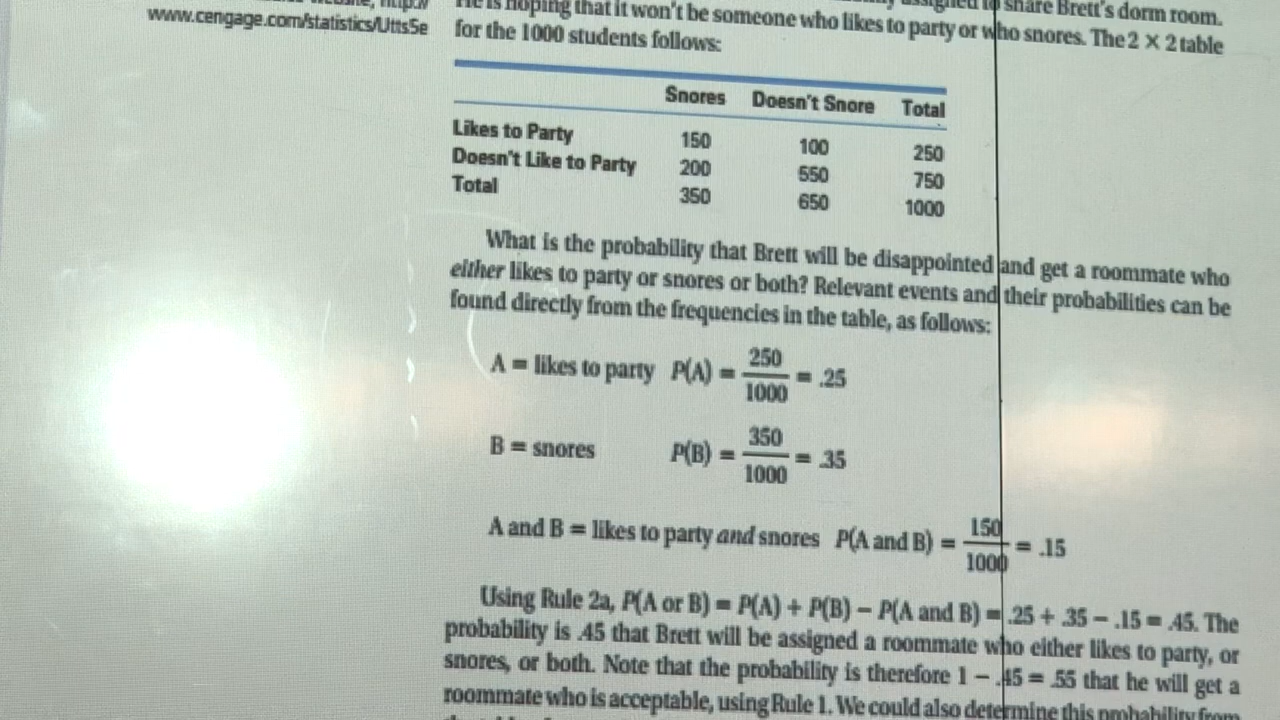 share Brett's dorm room.
www.cengage.com/statistics/Utts5e
He is hoping that it won't be someone who likes to party or who snores. The 2 × 2 table
for the 1000 students follows:
Snores Doesn't Snore Total
Likes to Party 150 100 250
Doesn't Like to Party 200 550 750
Total 350 650 1000
What is the probability that Brett will be disappointed and get a roommate who
either likes to party or snores or both? Relevant events and their probabilities can be
found directly from the frequencies in the table, as follows:
A = likes to party P(A) = 250/1000 = .25
B = snores P(B) = 350/1000 = .35
A and B = likes to party and snores P(A and B) = 150/1000 = .15
Using Rule 2a, P(A or B) = P(A) + P(B) − P(A and B) = .25 + .35 − .15 = .45. The
probability is .45 that Brett will be assigned a roommate who either likes to party, or
snores, or both. Note that the probability is therefore 1 − .45 = .55 that he will get a
roommate who is acceptable, using Rule 1. We could also determine this probability from